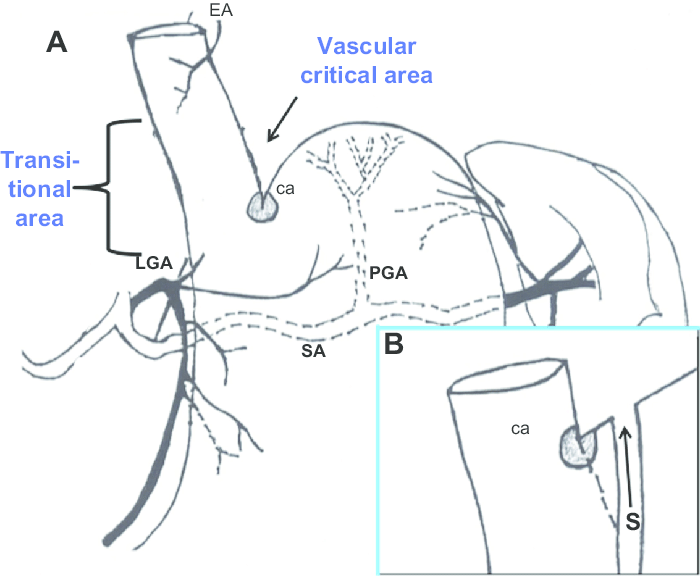 EA
A
Vascular
critical area
Transi-
tional
area
ca
LGA
PGA
SA
B
ca
S